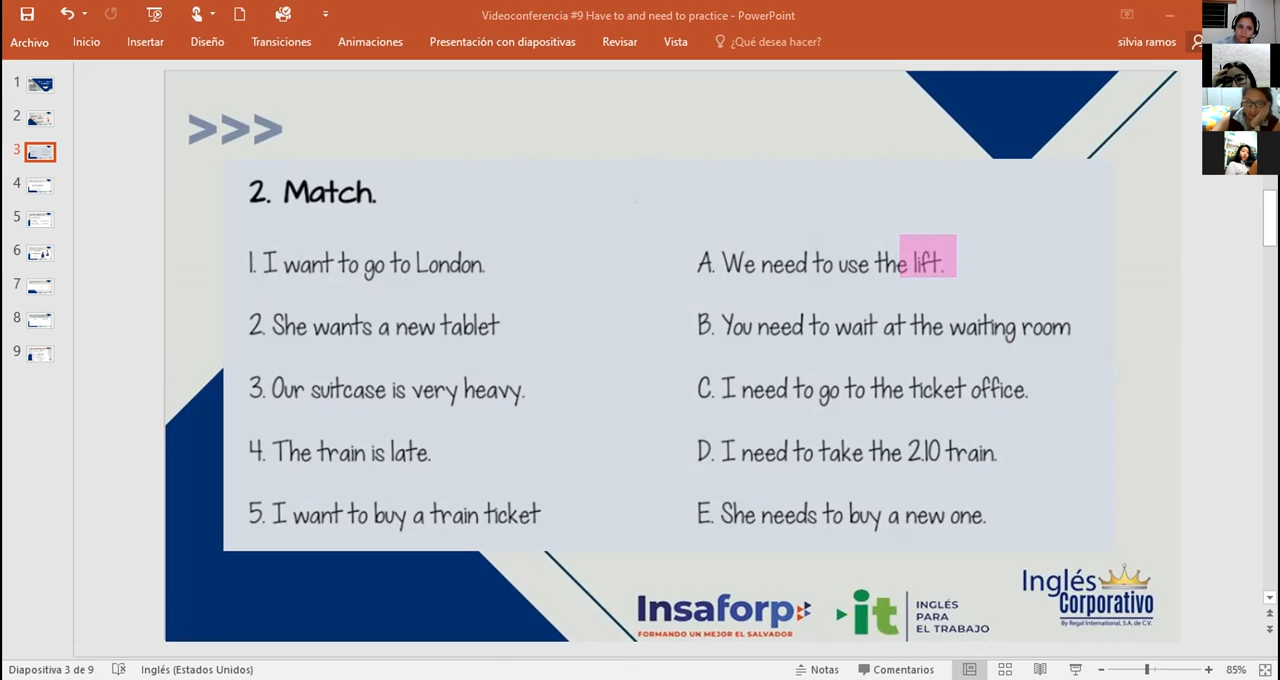 Videoconferencia #9 Have to and need to practice - PowerPoint
Archivo Inicio Insertar Diseño Transiciones Animaciones Presentación con diapositivas Revisar Vista ¿Qué desea hacer? silvia ramos
1
2
3
4
5
6
7
8
9
>>>
2. Match.
1. I want to go to London. A. We need to use the lift.
2. She wants a new tablet B. You need to wait at the waiting room
3. Our suitcase is very heavy. C. I need to go to the ticket office.
4. The train is late. D. I need to take the 2.10 train.
5. I want to buy a train ticket E. She needs to buy a new one.
Insaforp
FORMANDO UN MEJOR EL SALVADOR
it
INGLÉS
PARA
EL TRABAJO
Inglés
Corporativo
By Regal International, S.A. de C.V.
Diapositiva 3 de 9 Inglés (Estados Unidos) Notas Comentarios 85%